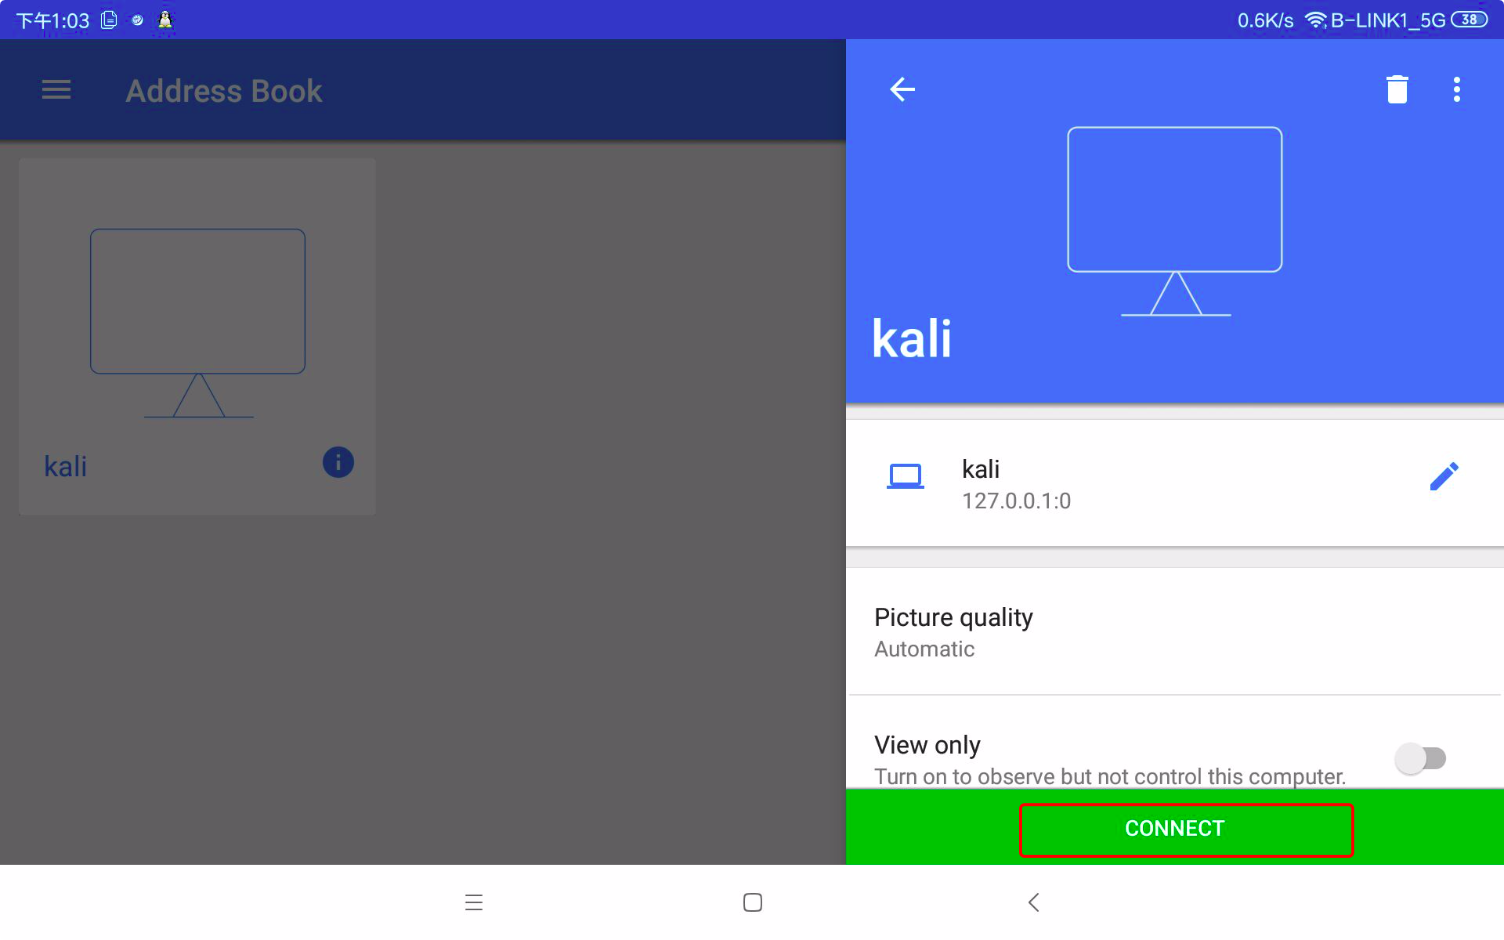 下午1:03
0.6K/s B-LINK1_5G 38
Address Book
kali
kali
kali
127.0.0.1:0
Picture quality
Automatic
View only
Turn on to observe but not control this computer.
CONNECT